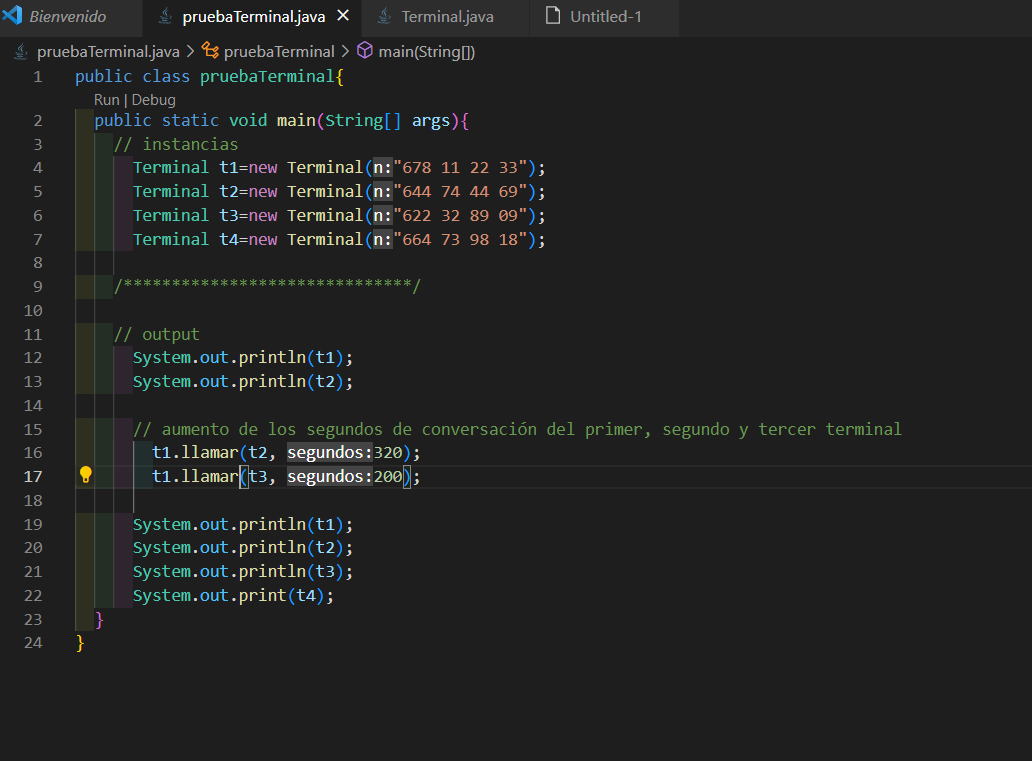 Bienvenido pruebaTerminal.java Terminal.java Untitled-1
pruebaTerminal.java > pruebaTerminal > main(String[])
1 public class pruebaTerminal{
Run | Debug
2 public static void main(String[] args){
3 // instancias
4 Terminal t1=new Terminal(n:"678 11 22 33");
5 Terminal t2=new Terminal(n:"644 74 44 69");
6 Terminal t3=new Terminal(n:"622 32 89 09");
7 Terminal t4=new Terminal(n:"664 73 98 18");
8
9 /******************************/
10
11 // output
12 System.out.println(t1);
13 System.out.println(t2);
14
15 // aumento de los segundos de conversación del primer, segundo y tercer terminal
16 t1.llamar(t2, segundos:320);
17 t1.llamar(t3, segundos:200);
18
19 System.out.println(t1);
20 System.out.println(t2);
21 System.out.println(t3);
22 System.out.print(t4);
23 }
24 }